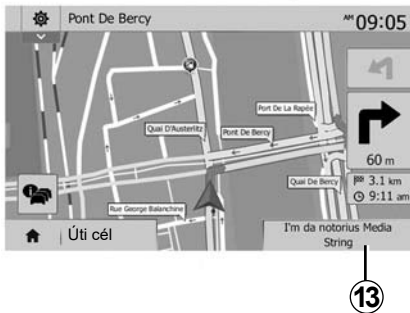 Pont De Bercy
AM 09:05
Port De La Rapée
Quai D'Austerlitz
Pont De Bercy
60 m
Quai De Bercy
3.1 km
9:11 am
Rue George Balanchine
Úti cél
I'm da notorius Media
String
13